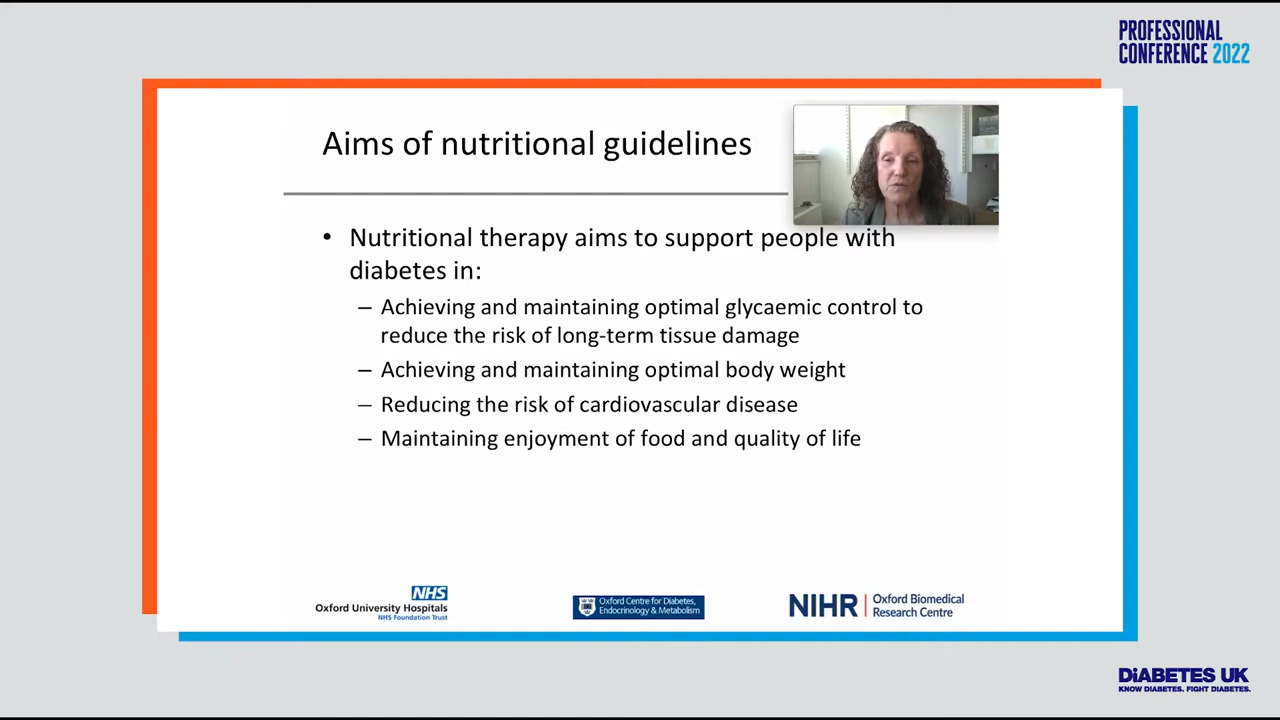 PROFESSIONAL
CONFERENCE 2022
Aims of nutritional guidelines
• Nutritional therapy aims to support people with
diabetes in:
– Achieving and maintaining optimal glycaemic control to
reduce the risk of long-term tissue damage
– Achieving and maintaining optimal body weight
– Reducing the risk of cardiovascular disease
– Maintaining enjoyment of food and quality of life
NHS
Oxford University Hospitals
NHS Foundation Trust
Oxford Centre for Diabetes,
Endocrinology & Metabolism
NIHR | Oxford Biomedical
Research Centre
DiABETES UK
KNOW DIABETES. FIGHT DIABETES.